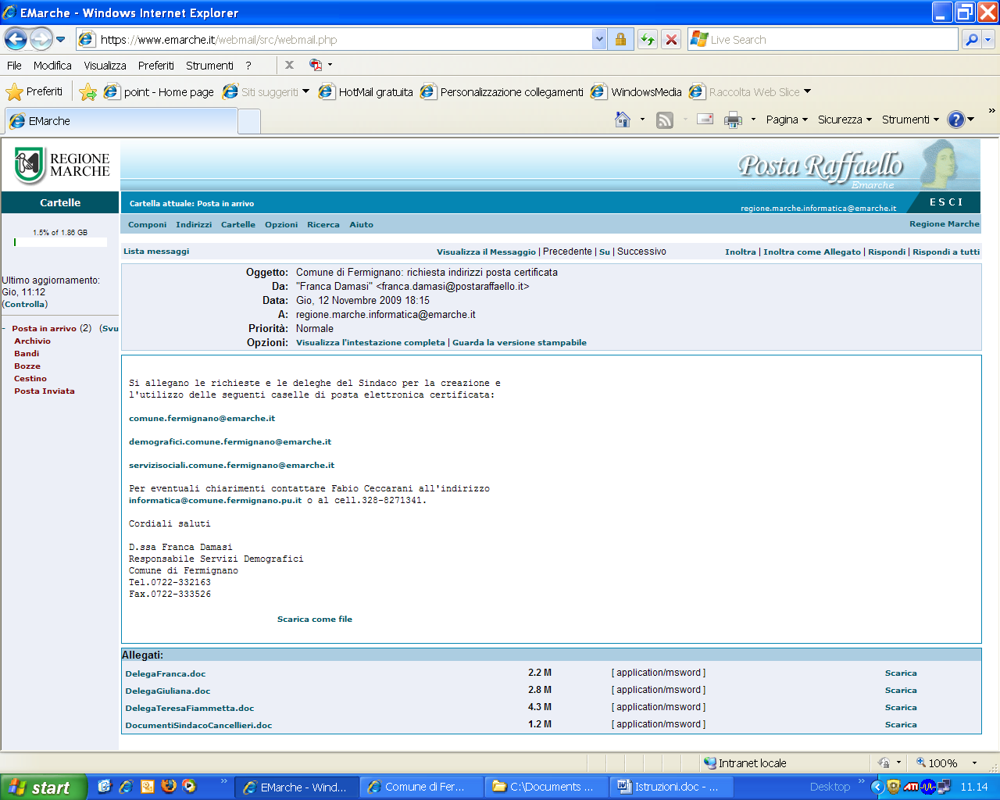 EMarche - Windows Internet Explorer
https://www.emarche.it/webmail/src/webmail.php
Live Search
File Modifica Visualizza Preferiti Strumenti ?
Preferiti point - Home page Siti suggeriti HotMail gratuita Personalizzazione collegamenti WindowsMedia Raccolta Web Slice
EMarche
Pagina Sicurezza Strumenti
REGIONE MARCHE
Posta Raffaello
Emarche
Cartelle
Cartella attuale: Posta in arrivo
regione.marche.informatica@emarche.it
ESCI
Componi Indirizzi Cartelle Opzioni Ricerca Aiuto
Regione Marche
1.5% of 1.86 GB
Lista messaggi
Visualizza il Messaggio | Precedente | Su | Successivo
Inoltra | Inoltra come Allegato | Rispondi | Rispondi a tutti
Ultimo aggiornamento:
Gio, 11:12
(Controlla)
- Posta in arrivo (2) (Svu
Archivio
Bandi
Bozze
Cestino
Posta Inviata
Oggetto: Comune di Fermignano: richiesta indirizzi posta certificata
Da: "Franca Damasi" <franca.damasi@postaraffaello.it>
Data: Gio, 12 Novembre 2009 18:15
A: regione.marche.informatica@emarche.it
Priorità: Normale
Opzioni: Visualizza l'intestazione completa | Guarda la versione stampabile
Si allegano le richieste e le deleghe del Sindaco per la creazione e
l'utilizzo delle seguenti caselle di posta elettronica certificata:
comune.fermignano@emarche.it
demografici.comune.fermignano@emarche.it
servizisociali.comune.fermignano@emarche.it
Per eventuali chiarimenti contattare Fabio Ceccarani all'indirizzo
informatica@comune.fermignano.pu.it o al cell.328-8271341.
Cordiali saluti
D.ssa Franca Damasi
Responsabile Servizi Demografici
Comune di Fermignano
Tel.0722-332163
Fax.0722-333526
Scarica come file
Allegati:
DelegaFranca.doc 2.2 M [ application/msword ] Scarica
DelegaGiuliana.doc 2.8 M [ application/msword ] Scarica
DelegaTeresaFiammetta.doc 4.3 M [ application/msword ] Scarica
DocumentiSindacoCancellieri.doc 1.2 M [ application/msword ] Scarica
Intranet locale
100%
start
EMarche - Wind...
Comune di Fer...
C:\Documents ...
Istruzioni.doc - ...
Desktop
ATI
11.14